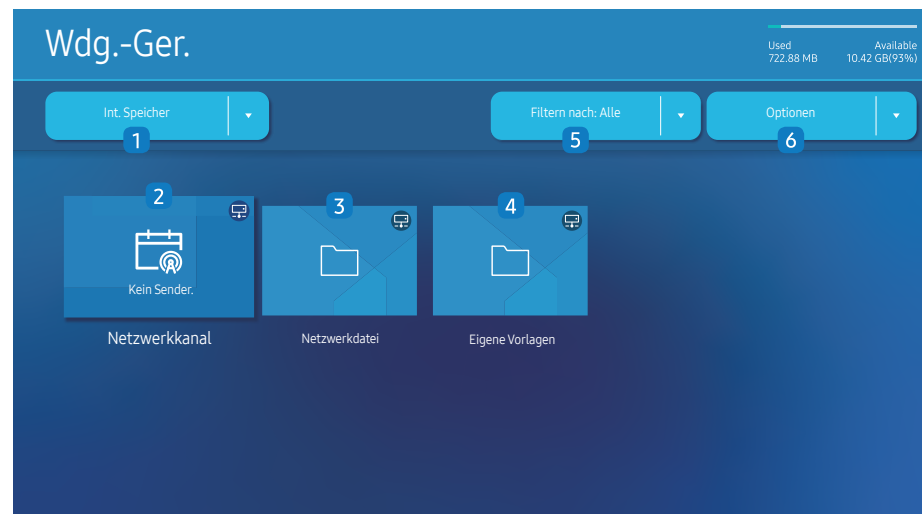 Wdg.-Ger.
Used Available
722.88 MB 10.42 GB(93%)
Int. Speicher
Filtern nach: Alle
Optionen
1
5
6
2
3
4
Kein Sender.
Netzwerkkanal
Netzwerkdatei
Eigene Vorlagen